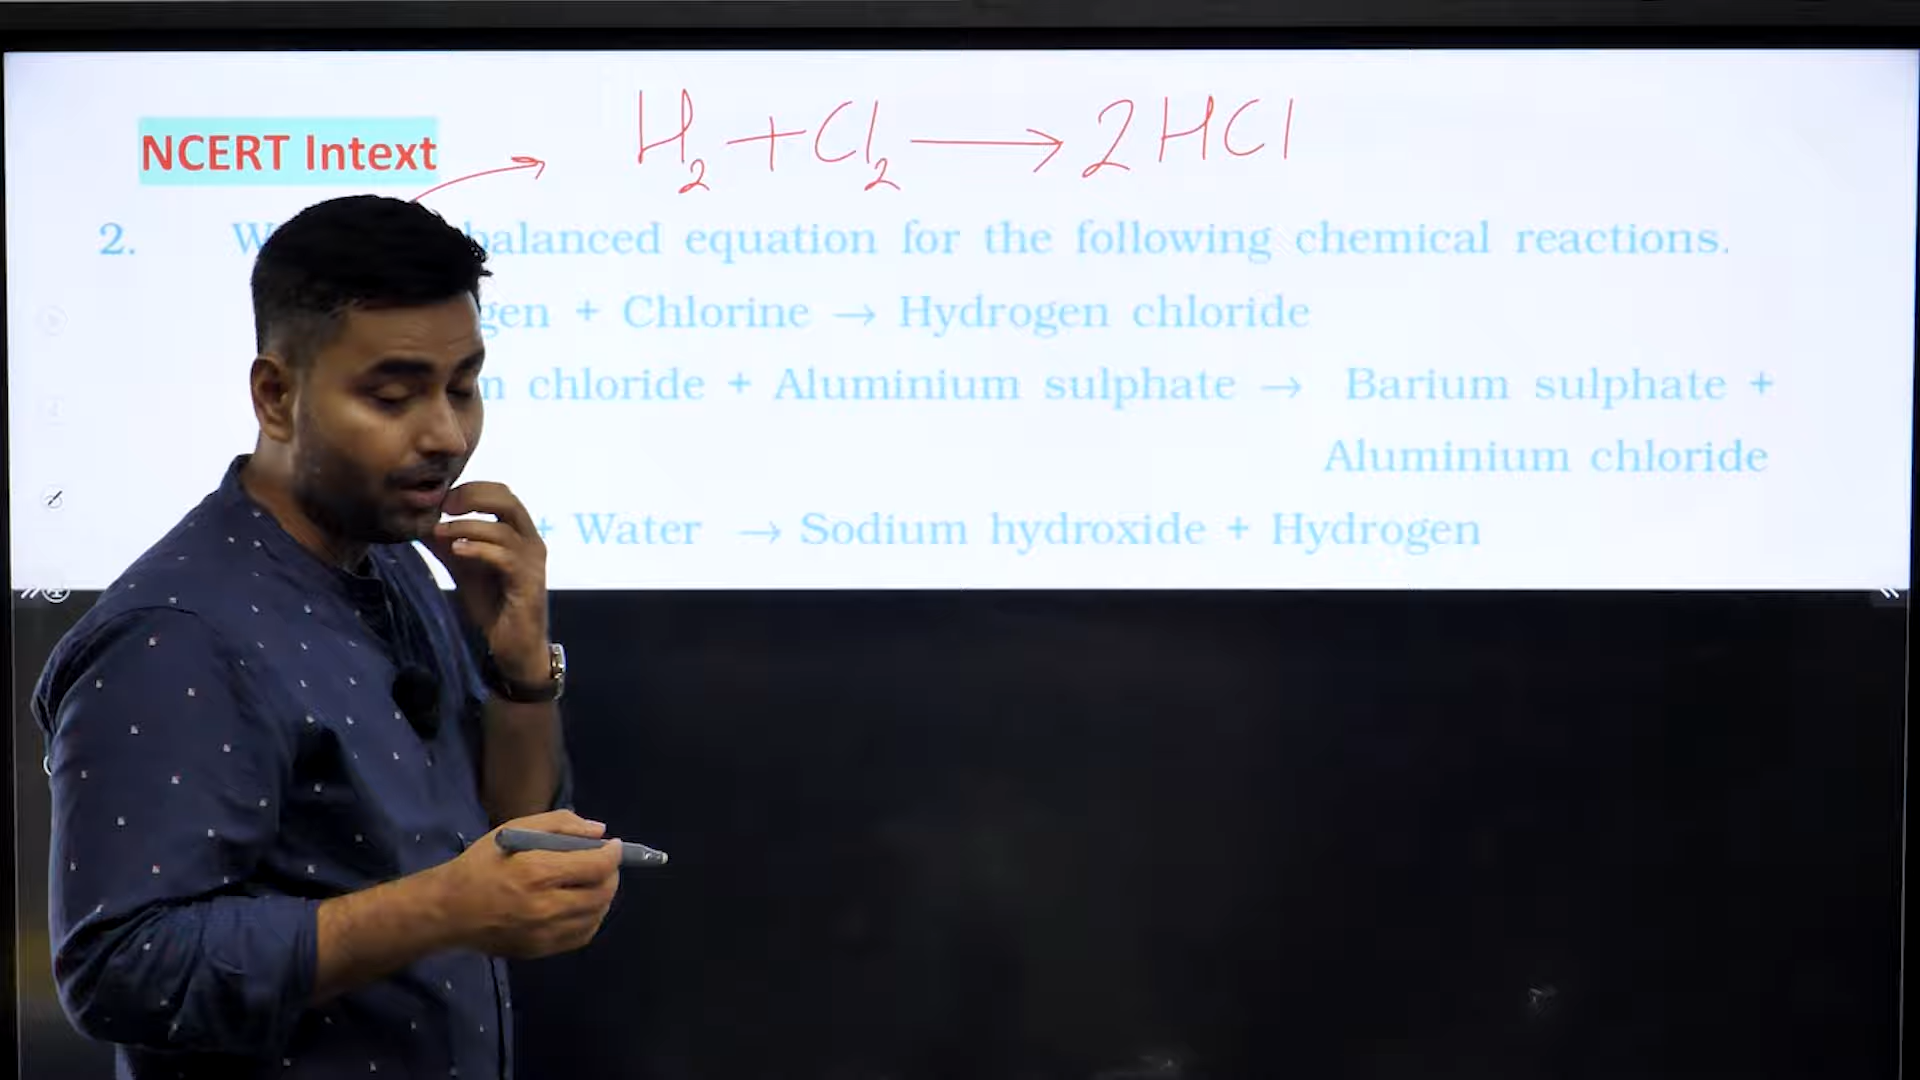 NCERT Intext
H₂ + Cl₂ → 2HCl
2. balanced equation for the following chemical reactions.
+ Chlorine → Hydrogen chloride
chloride + Aluminium sulphate → Barium sulphate +
Aluminium chloride
+ Water → Sodium hydroxide + Hydrogen